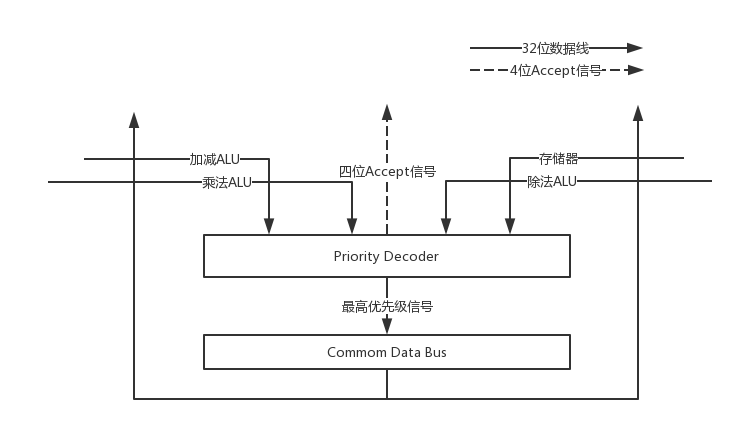 32位数据线
4位Accept信号
加减ALU
存储器
四位Accept信号
乘法ALU
除法ALU
Priority Decoder
最高优先级信号
Commom Data Bus